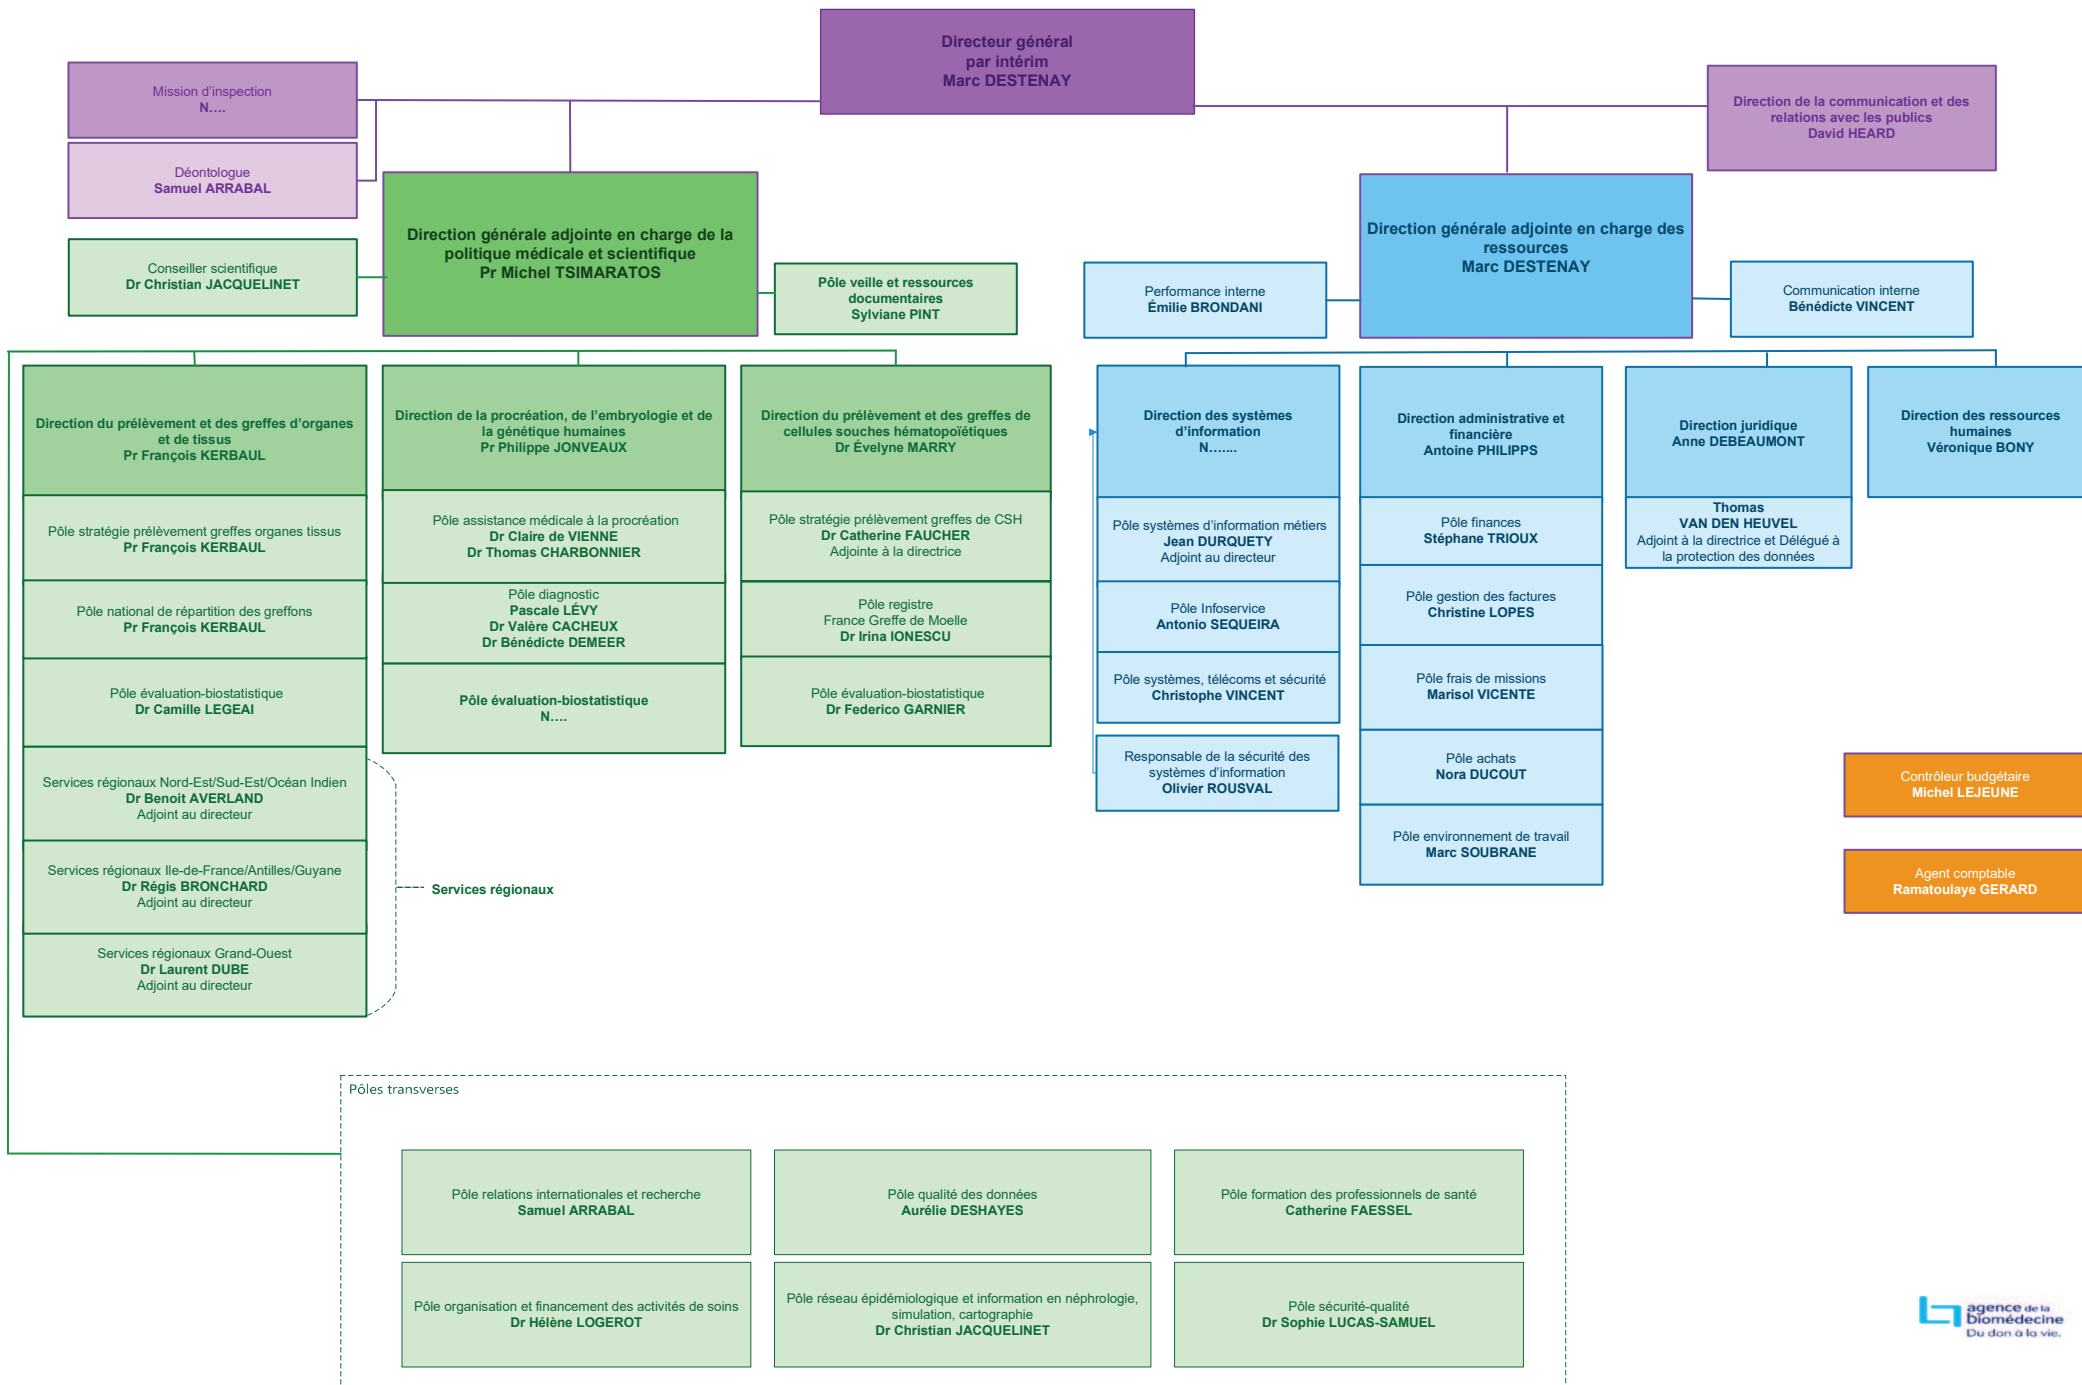 Directeur général
par intérim
Marc DESTENAY
Mission d'inspection
N….
Déontologue
Samuel ARRABAL
Direction de la communication et des
relations avec les publics
David HEARD
Direction générale adjointe en charge de la
politique médicale et scientifique
Pr Michel TSIMARATOS
Direction générale adjointe en charge des
ressources
Marc DESTENAY
Conseiller scientifique
Dr Christian JACQUELINET
Pôle veille et ressources
documentaires
Sylviane PINT
Performance interne
Émilie BRONDANI
Communication interne
Bénédicte VINCENT
Direction du prélèvement et des greffes d'organes
et de tissus
Pr François KERBAUL
Pôle stratégie prélèvement greffes organes tissus
Pr François KERBAUL
Pôle national de répartition des greffons
Pr François KERBAUL
Pôle évaluation-biostatistique
Dr Camille LEGEAI
Services régionaux Nord-Est/Sud-Est/Océan Indien
Dr Benoit AVERLAND
Adjoint au directeur
Services régionaux Ile-de-France/Antilles/Guyane
Dr Régis BRONCHARD
Adjoint au directeur
Services régionaux Grand-Ouest
Dr Laurent DUBE
Adjoint au directeur
Services régionaux
Direction de la procréation, de l'embryologie et de
la génétique humaines
Pr Philippe JONVEAUX
Pôle assistance médicale à la procréation
Dr Claire de VIENNE
Dr Thomas CHARBONNIER
Pôle diagnostic
Pascale LÉVY
Dr Valère CACHEUX
Dr Bénédicte DEMEER
Pôle évaluation-biostatistique
N….
Direction du prélèvement et des greffes de
cellules souches hématopoïétiques
Dr Évelyne MARRY
Pôle stratégie prélèvement greffes de CSH
Dr Catherine FAUCHER
Adjointe à la directrice
Pôle registre
France Greffe de Moelle
Dr Irina IONESCU
Pôle évaluation-biostatistique
Dr Federico GARNIER
Direction des systèmes
d'information
N…....
Pôle systèmes d'information métiers
Jean DURQUETY
Adjoint au directeur
Pôle Infoservice
Antonio SEQUEIRA
Pôle systèmes, télécoms et sécurité
Christophe VINCENT
Responsable de la sécurité des
systèmes d'information
Olivier ROUSVAL
Direction administrative et
financière
Antoine PHILIPPS
Pôle finances
Stéphane TRIOUX
Pôle gestion des factures
Christine LOPES
Pôle frais de missions
Marisol VICENTE
Pôle achats
Nora DUCOUT
Pôle environnement de travail
Marc SOUBRANE
Direction juridique
Anne DEBEAUMONT
Thomas
VAN DEN HEUVEL
Adjoint à la directrice et Délégué à
la protection des données
Direction des ressources
humaines
Véronique BONY
Contrôleur budgétaire
Michel LEJEUNE
Agent comptable
Ramatoulaye GERARD
Pôles transverses
Pôle relations internationales et recherche
Samuel ARRABAL
Pôle qualité des données
Aurélie DESHAYES
Pôle formation des professionnels de santé
Catherine FAESSEL
Pôle organisation et financement des activités de soins
Dr Hélène LOGEROT
Pôle réseau épidémiologique et information en néphrologie,
simulation, cartographie
Dr Christian JACQUELINET
Pôle sécurité-qualité
Dr Sophie LUCAS-SAMUEL
agence de la
biomédecine
Du don à la vie.